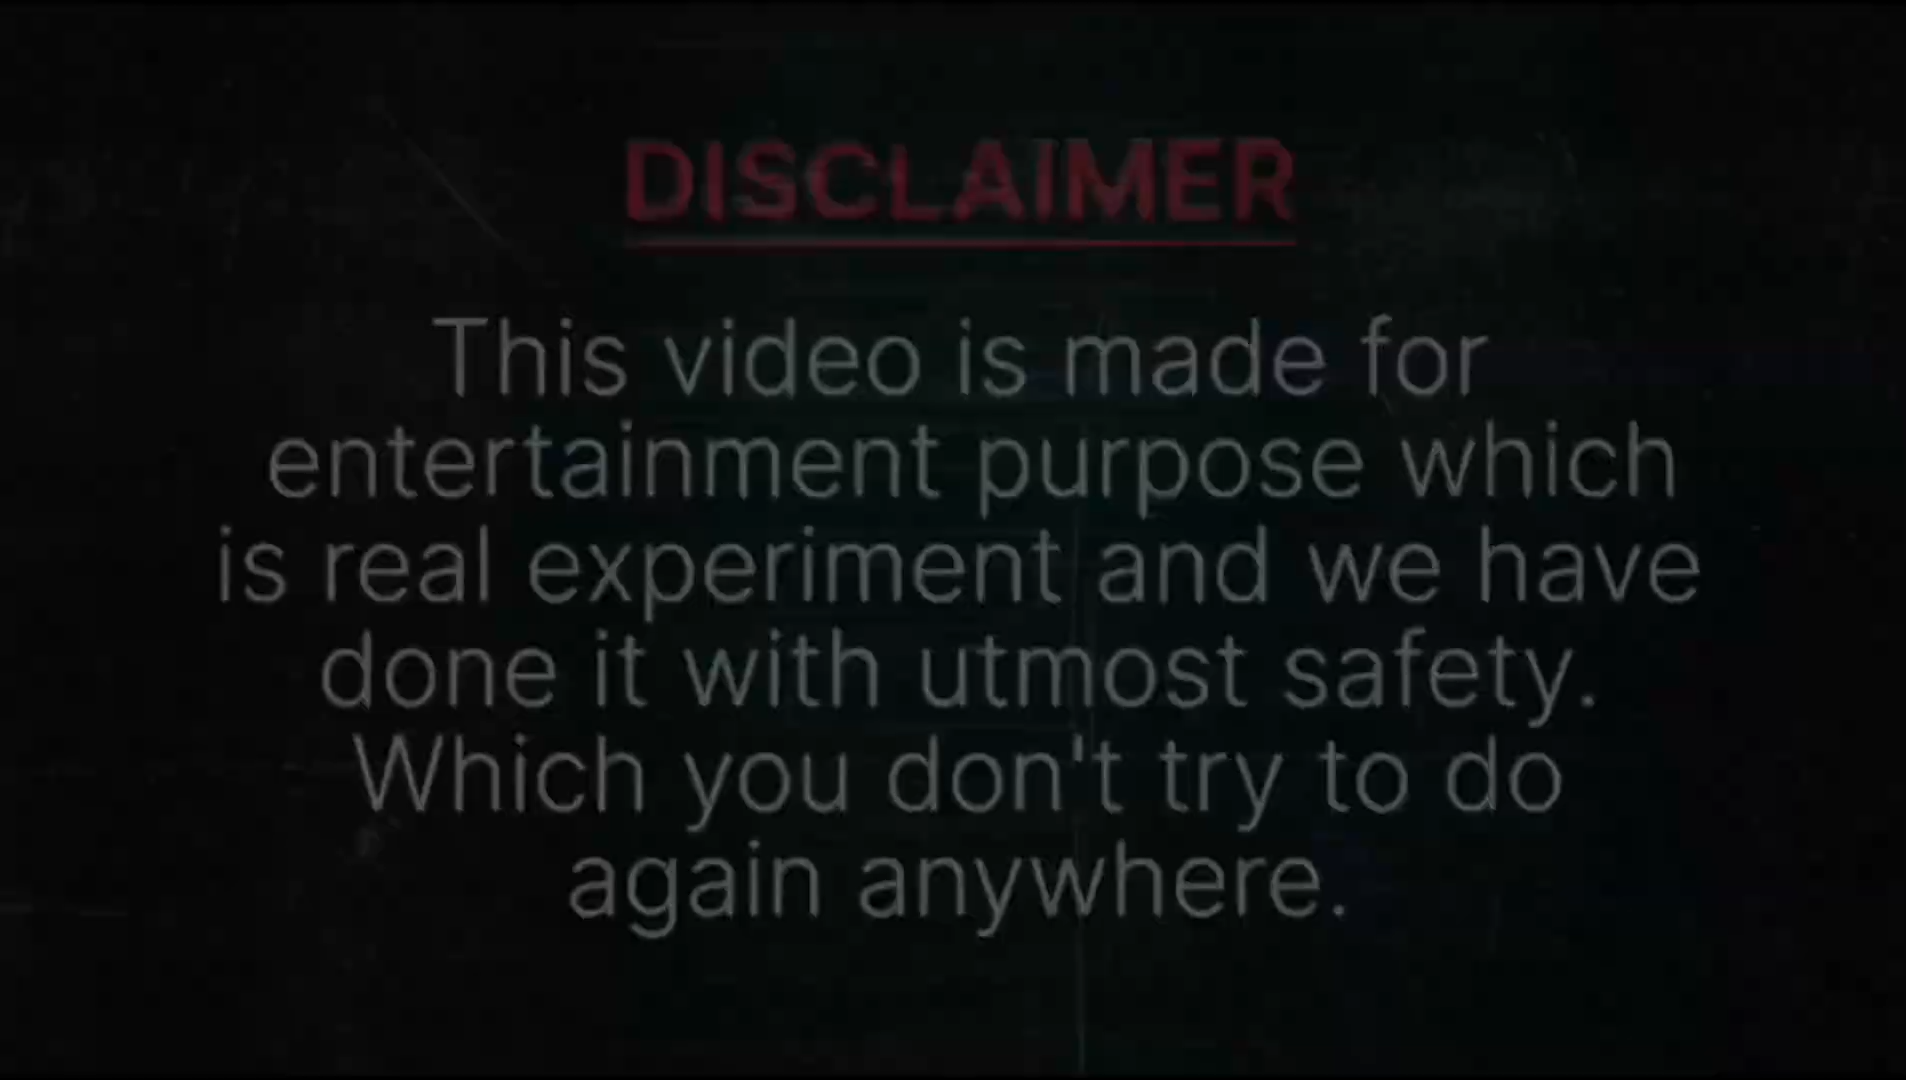 DISCLAIMER
This video is made for
entertainment purpose which
is real experiment and we have
done it with utmost safety.
Which you don't try to do
again anywhere.